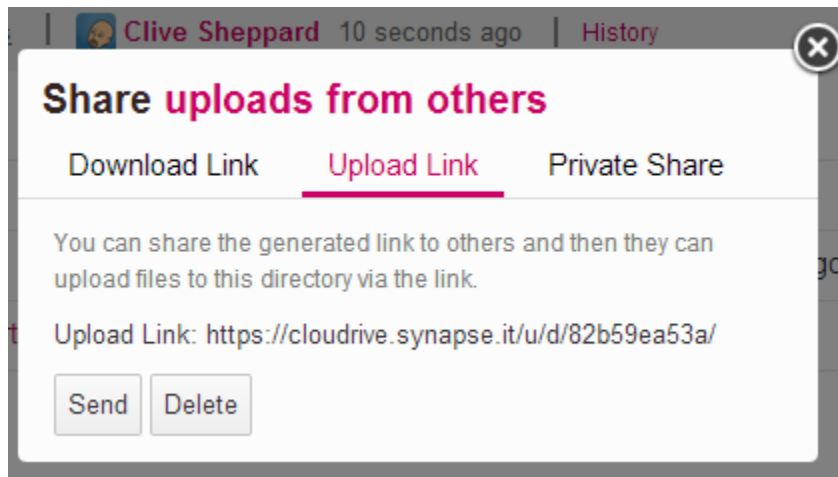 Clive Sheppard 10 seconds ago | History
Share uploads from others
Download Link Upload Link Private Share
You can share the generated link to others and then they can
upload files to this directory via the link.
Upload Link: https://cloudrive.synapse.it/u/d/82b59ea53a/
Send Delete